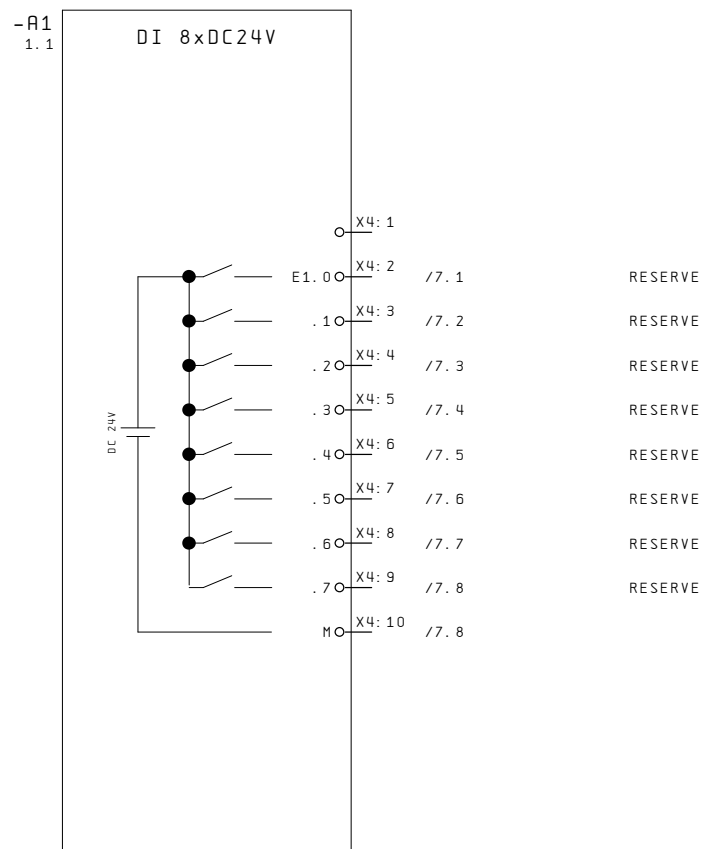 -A1
1.1
DI 8xDC24V
X4:1
E1.0 X4:2 /7.1 RESERVE
.1 X4:3 /7.2 RESERVE
.2 X4:4 /7.3 RESERVE
.3 X4:5 /7.4 RESERVE
DC 24V
.4 X4:6 /7.5 RESERVE
.5 X4:7 /7.6 RESERVE
.6 X4:8 /7.7 RESERVE
.7 X4:9 /7.8 RESERVE
M X4:10 /7.8